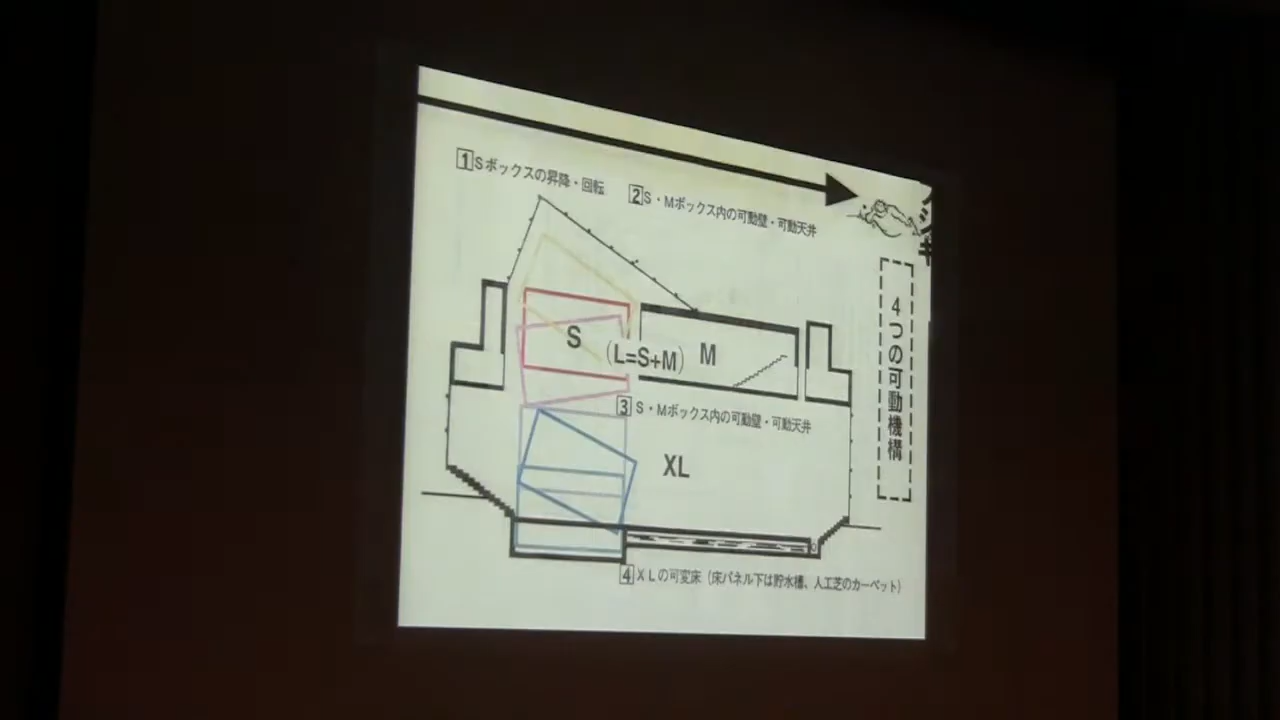 1 Sボックスの昇降・回転
2 S・Mボックス内の可動壁・可動天井
S
(L=S+M)
M
3 S・Mボックス内の可動壁・可動天井
XL
4 XLの可変床（床パネル下は貯水槽、人工芝のカーペット）
4つの可動機構